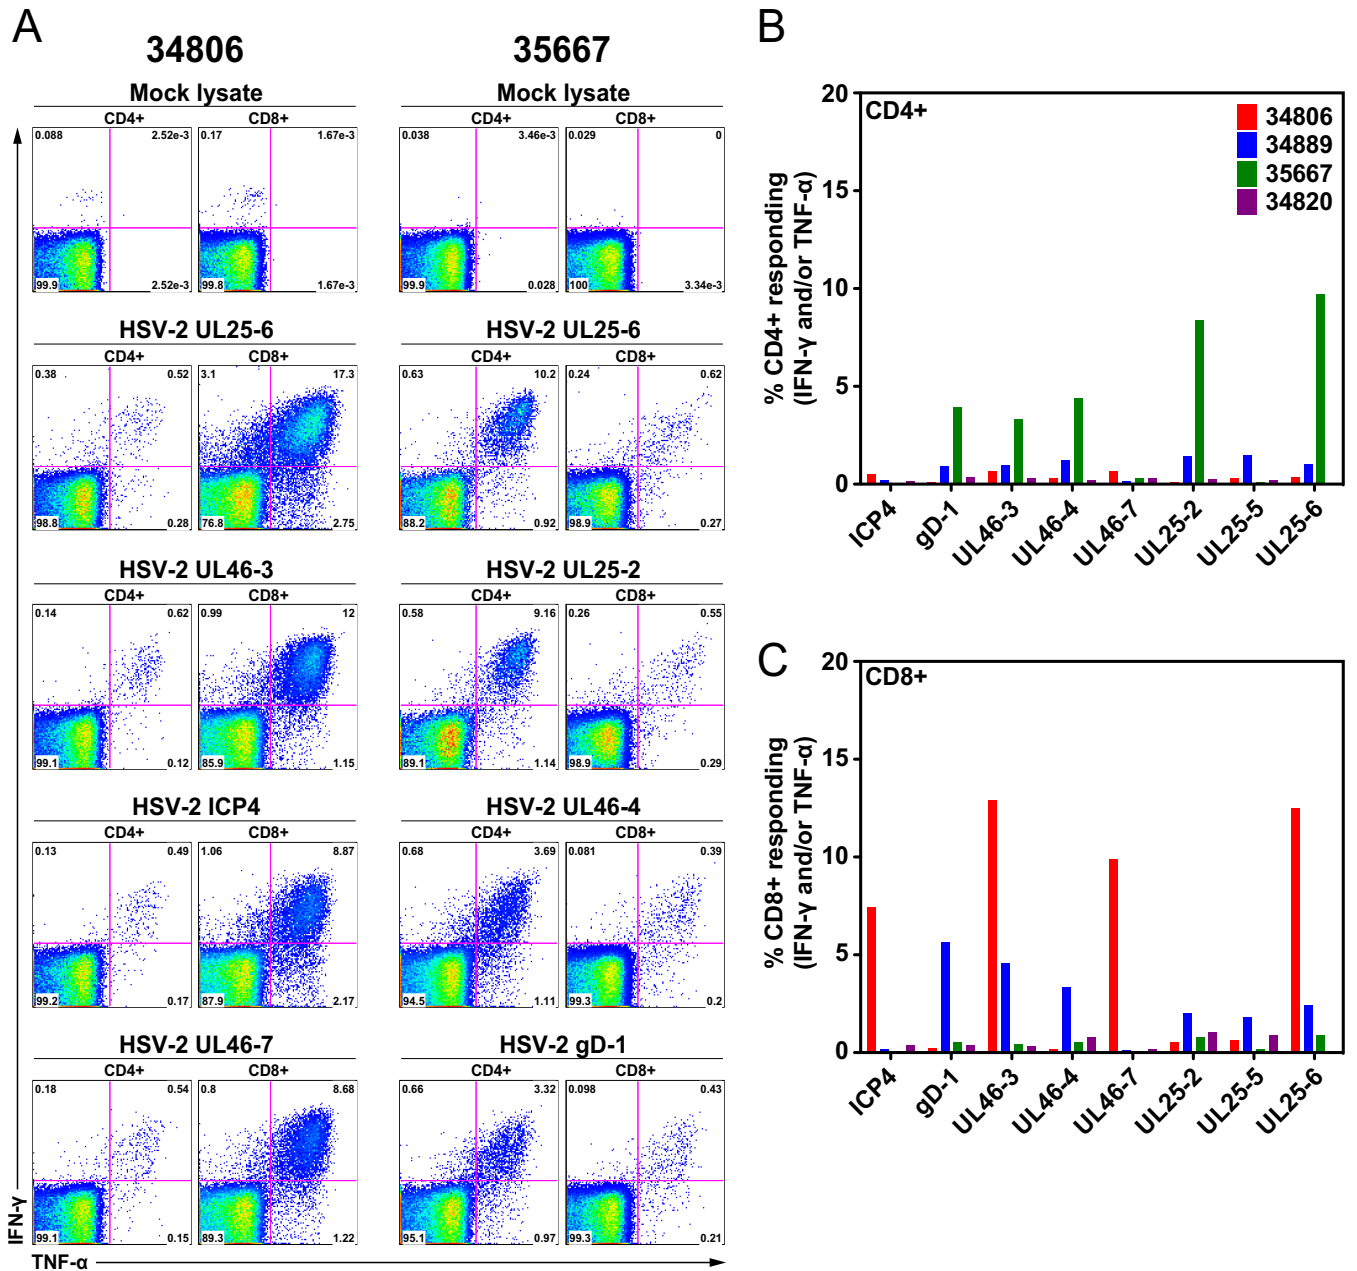 A
34806
35667
Mock lysate
Mock lysate
CD4+ CD8+ CD4+ CD8+
0.088 2.52e-3 0.17 1.67e-3 0.038 3.46e-3 0.029 0
99.9 2.52e-3 99.8 1.67e-3 99.9 0.028 100 3.34e-3
HSV-2 UL25-6
HSV-2 UL25-6
CD4+ CD8+ CD4+ CD8+
0.38 0.52 3.1 17.3 0.63 10.2 0.24 0.62
98.8 0.28 76.8 2.75 88.2 0.92 98.9 0.27
HSV-2 UL46-3
HSV-2 UL25-2
CD4+ CD8+ CD4+ CD8+
0.14 0.62 0.99 12 0.58 9.16 0.26 0.55
99.1 0.12 85.9 1.15 89.1 1.14 98.9 0.29
HSV-2 ICP4
HSV-2 UL46-4
CD4+ CD8+ CD4+ CD8+
0.13 0.49 1.06 8.87 0.68 3.69 0.081 0.39
99.2 0.17 87.9 2.17 94.5 1.11 99.3 0.2
HSV-2 UL46-7
HSV-2 gD-1
CD4+ CD8+ CD4+ CD8+
0.18 0.54 0.8 8.68 0.66 3.32 0.098 0.43
99.1 0.15 89.3 1.22 95.1 0.97 99.3 0.21
IFN-γ
TNF-α
B
CD4+
34806
34889
35667
34820
% CD4+ responding
(IFN-γ and/or TNF-α)
20
15
10
5
0
ICP4 gD-1 UL46-3 UL46-4 UL46-7 UL25-2 UL25-5 UL25-6
C
CD8+
% CD8+ responding
(IFN-γ and/or TNF-α)
20
15
10
5
0
ICP4 gD-1 UL46-3 UL46-4 UL46-7 UL25-2 UL25-5 UL25-6